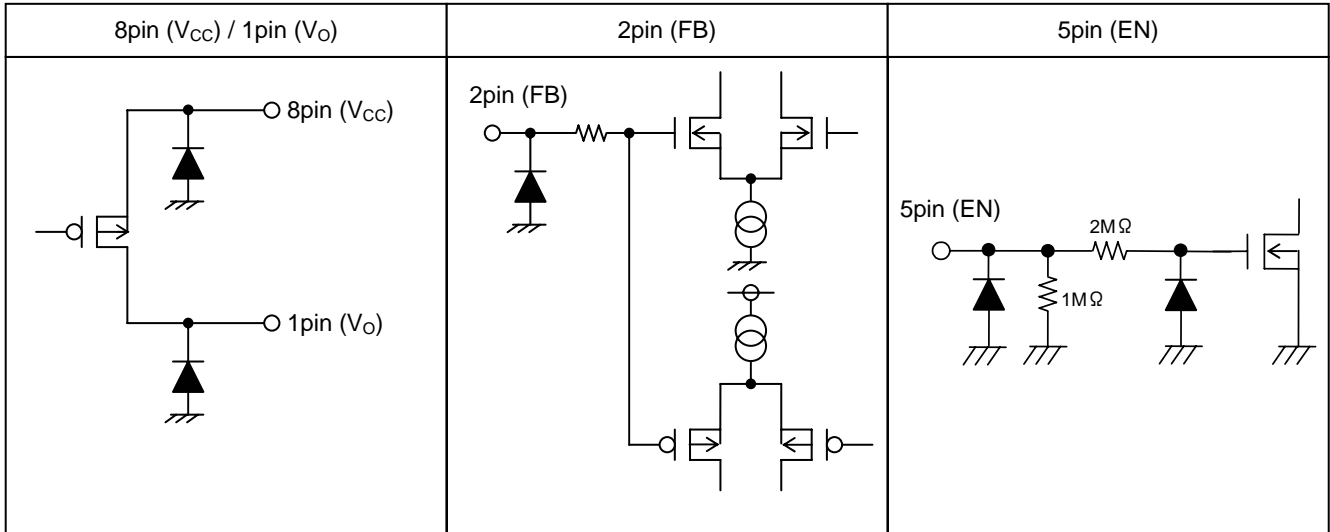 8pin (VCC) / 1pin (VO)
2pin (FB)
5pin (EN)
8pin (VCC)
1pin (VO)
2pin (FB)
5pin (EN)
2MΩ
1MΩ